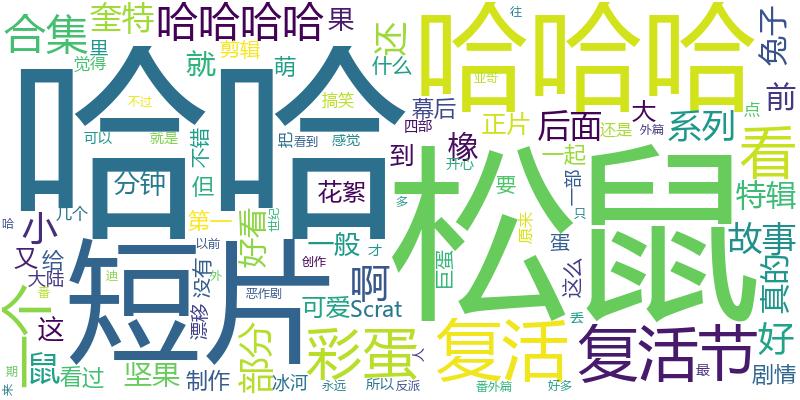 奎特 哈哈哈哈 果 还 往 哈哈哈 兔子
合集 里 剪辑 就 萌 什么 亚哥
觉得 不过 搞笑 幕后 正片 后面 大 系列 点 前
哈哈 四部 还是 外篇 看
可以 就是 把 看到 感觉 橡 一起
不错 到 开心 一部 特辑
但 分钟 花絮 要
小 几个 第一 好看 世纪 多 松鼠 只 故事
哈 又 给 以前 一般 才 原来 蛋
大陆 没有 短片 创作 啊 巨蛋 这么 真的
一个 番 迪 外 恶作剧 可爱 Scrat 丢
这 漂移 部分 彩蛋 复活 复活节 好
鼠 看过 坚果 制作 冰河 人 最 剧情
来 期 永远 所以 反派 番外篇 好多